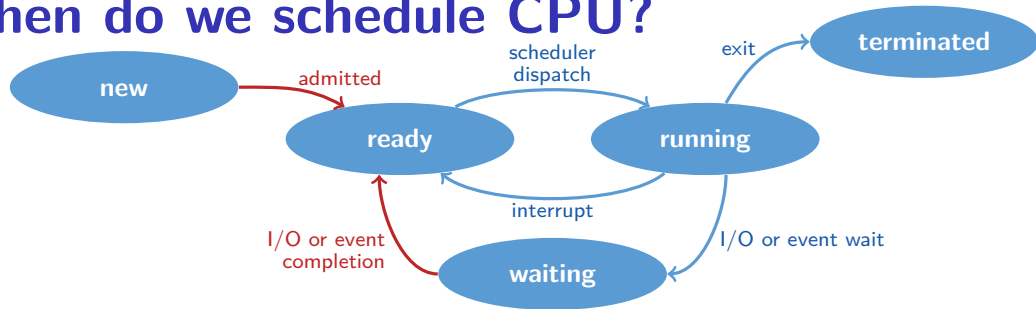 hen do we schedule CPU?
terminated
exit
scheduler
dispatch
new
admitted
ready
running
interrupt
I/O or event
completion
I/O or event wait
waiting